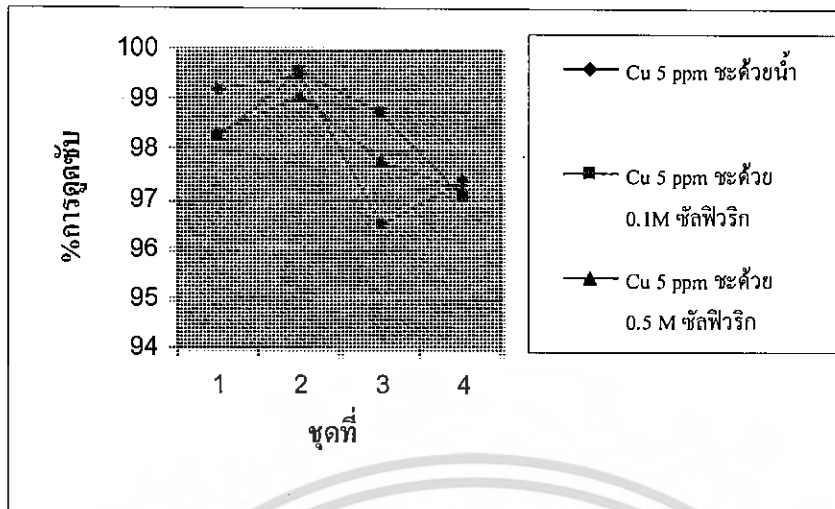 100
99
98
97
96
95
94
%การดูดซับ
1 2 3 4
ชุดที่
Cu 5 ppm ชะด้วยน้ำ
Cu 5 ppm ชะด้วย
0.1M ซัลฟิวริก
Cu 5 ppm ชะด้วย
0.5 M ซัลฟิวริก